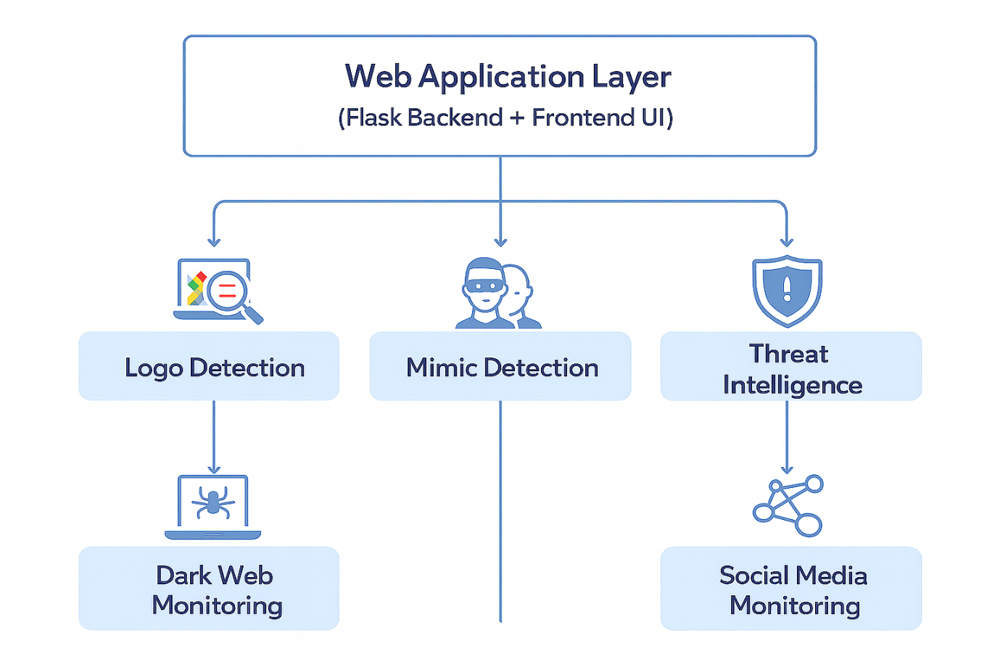 Web Application Layer
(Flask Backend + Frontend UI)
Logo Detection
Mimic Detection
Threat
Intelligence
Dark Web
Monitoring
Social Media
Monitoring